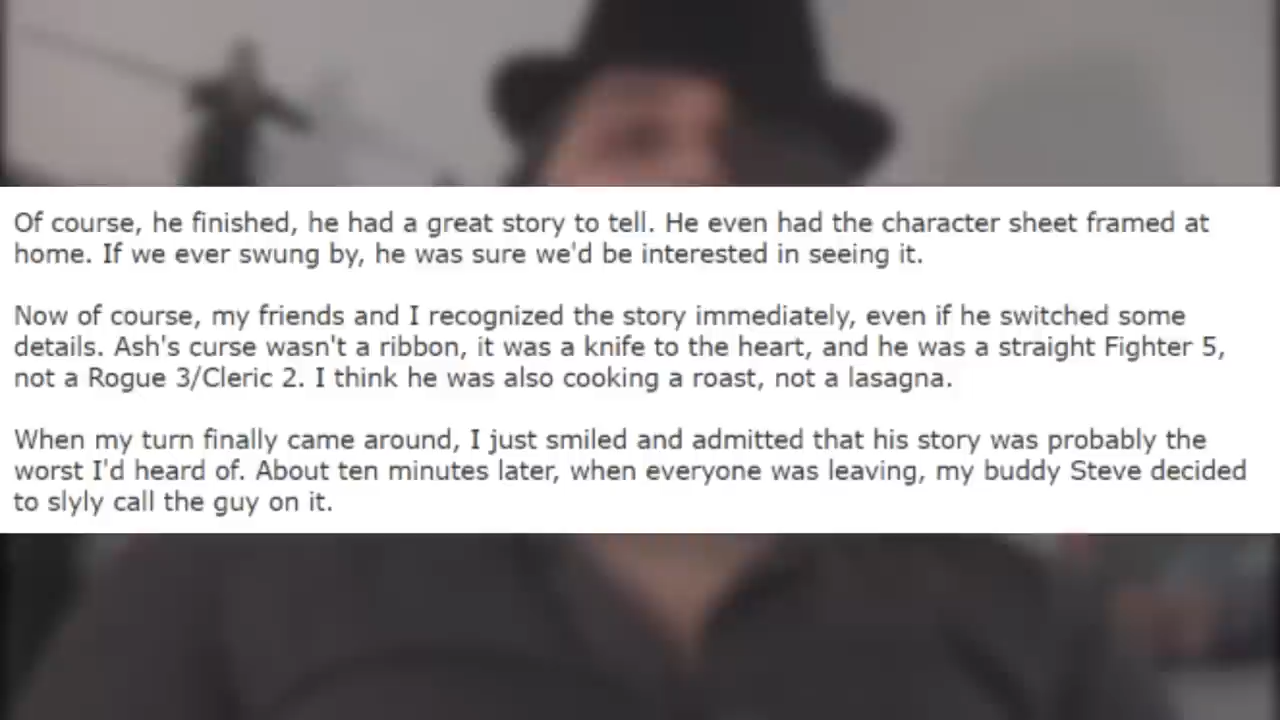 Of course, he finished, he had a great story to tell. He even had the character sheet framed at
home. If we ever swung by, he was sure we'd be interested in seeing it.
Now of course, my friends and I recognized the story immediately, even if he switched some
details. Ash's curse wasn't a ribbon, it was a knife to the heart, and he was a straight Fighter 5,
not a Rogue 3/Cleric 2. I think he was also cooking a roast, not a lasagna.
When my turn finally came around, I just smiled and admitted that his story was probably the
worst I'd heard of. About ten minutes later, when everyone was leaving, my buddy Steve decided
to slyly call the guy on it.